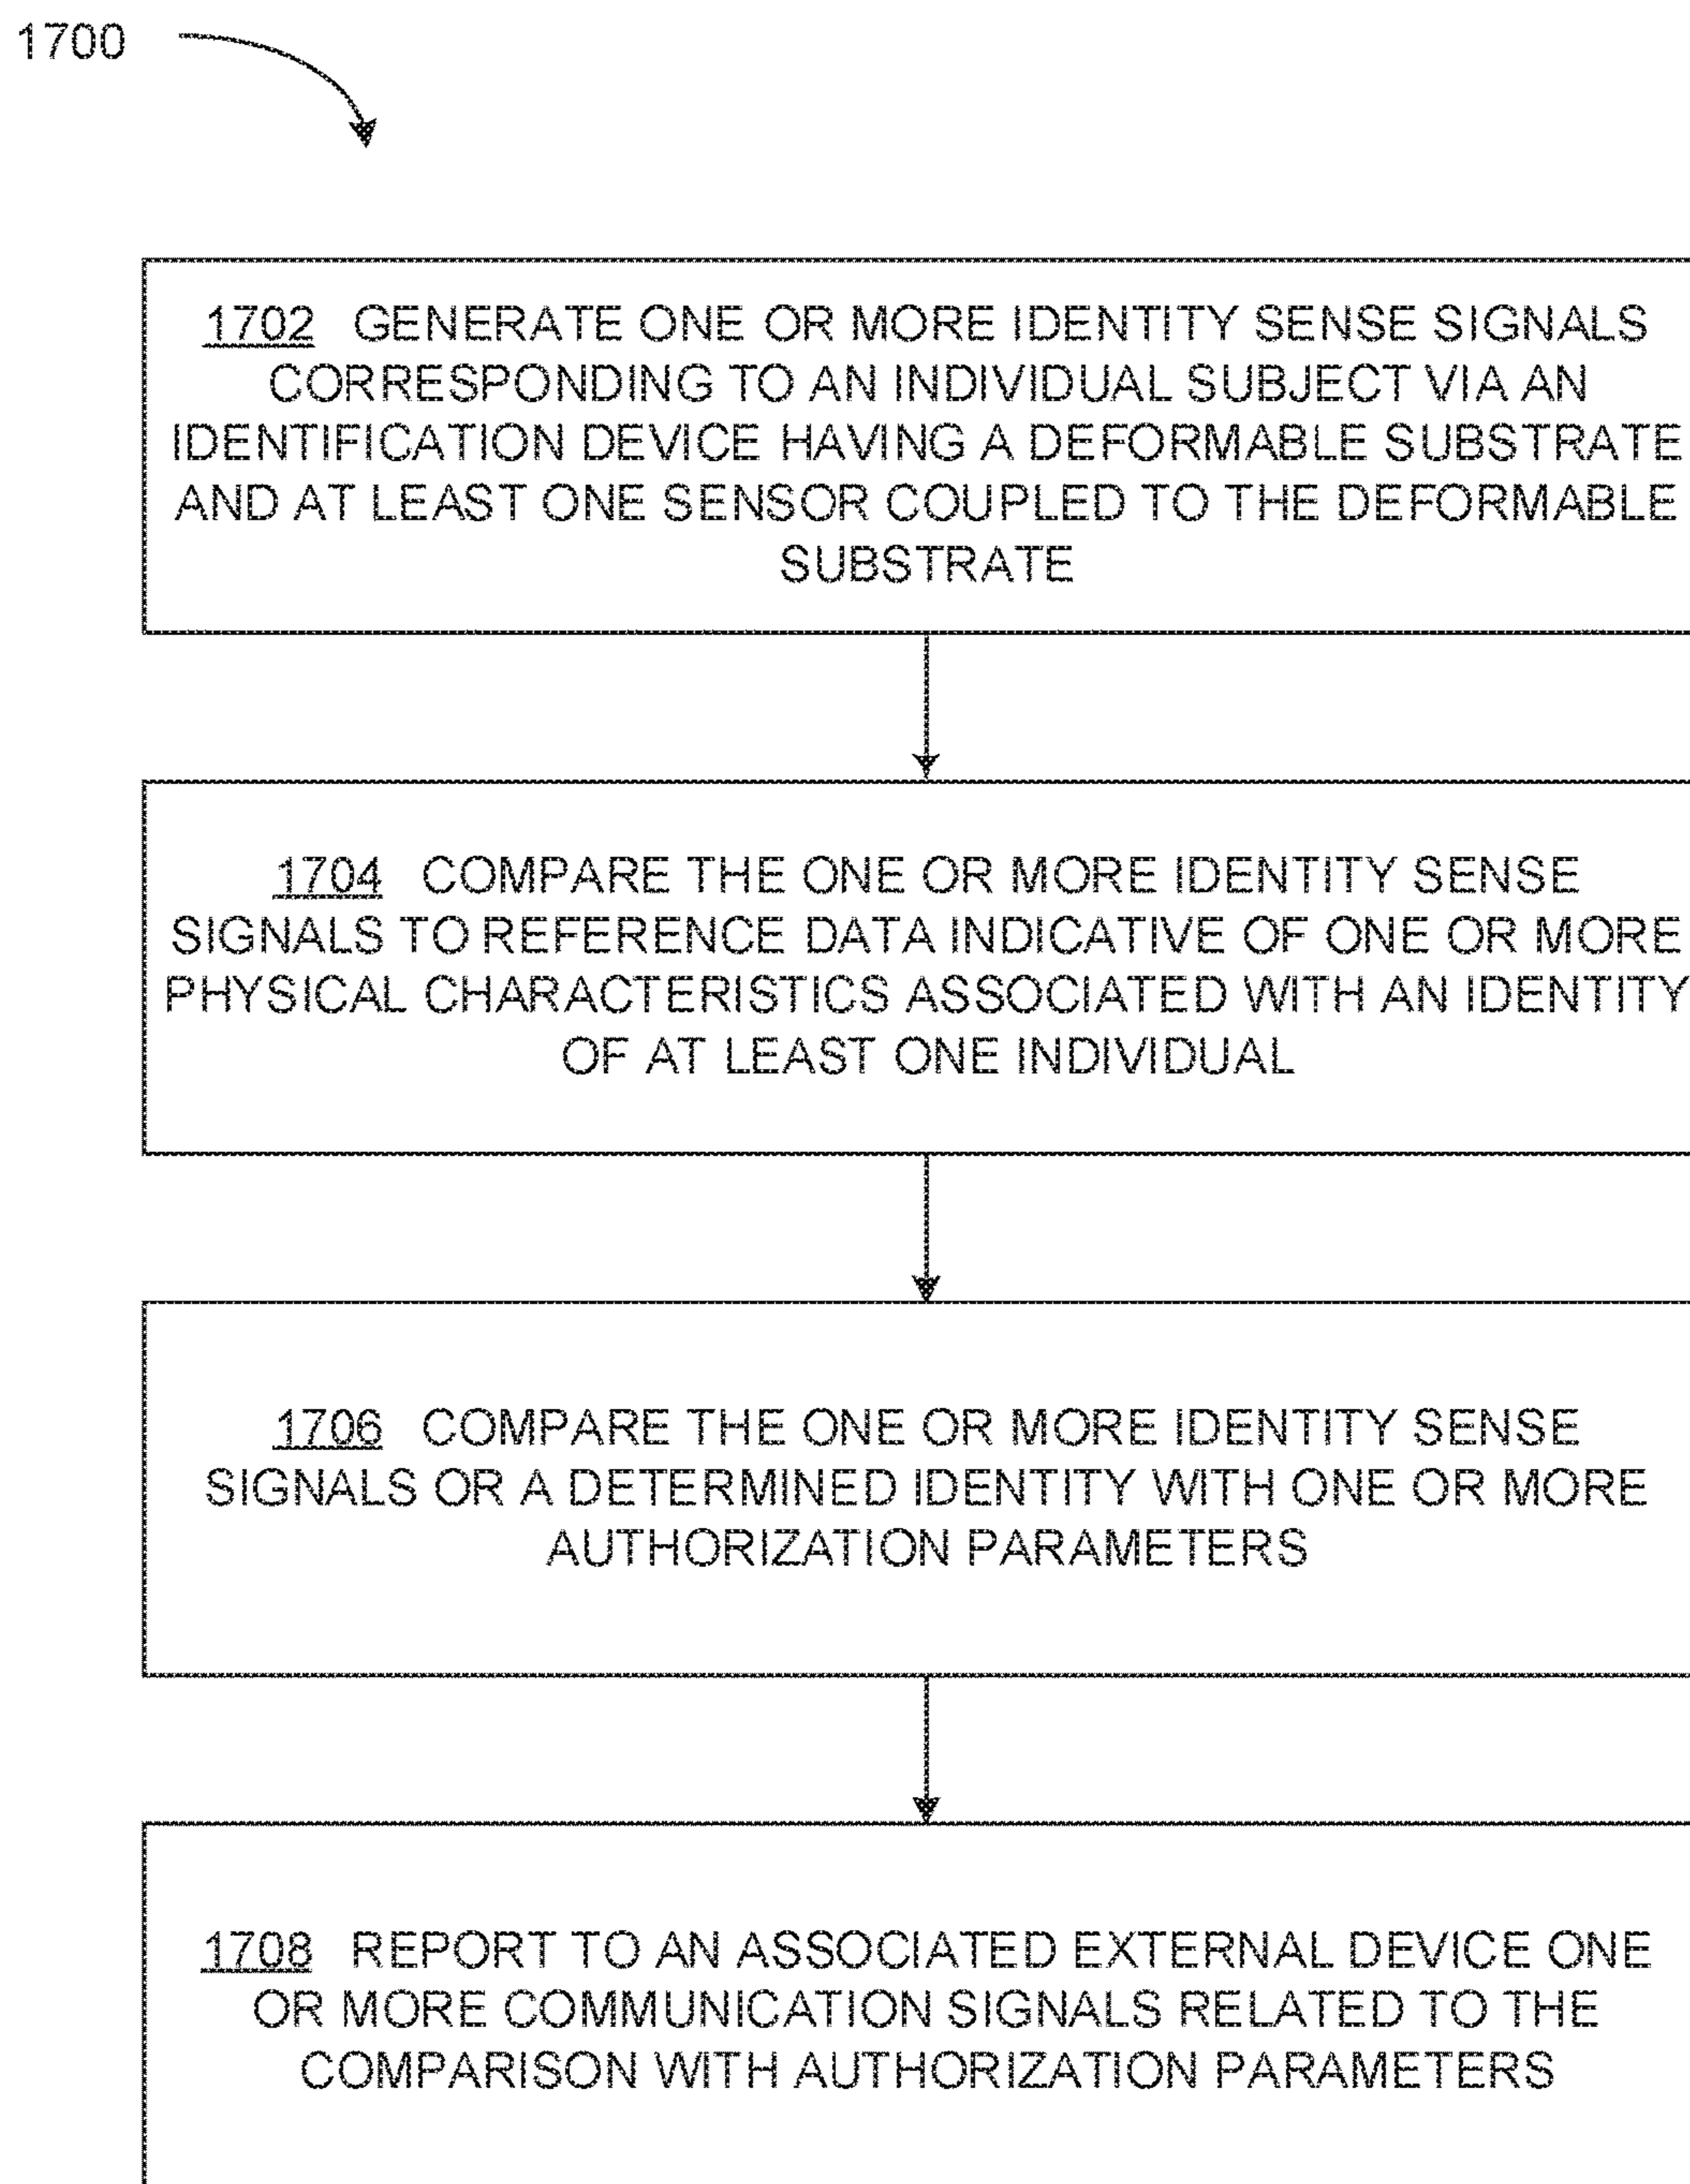 1700
1702 GENERATE ONE OR MORE IDENTITY SENSE SIGNALS
CORRESPONDING TO AN INDIVIDUAL SUBJECT VIA AN
IDENTIFICATION DEVICE HAVING A DEFORMABLE SUBSTRATE
AND AT LEAST ONE SENSOR COUPLED TO THE DEFORMABLE
SUBSTRATE
1704 COMPARE THE ONE OR MORE IDENTITY SENSE
SIGNALS TO REFERENCE DATA INDICATIVE OF ONE OR MORE
PHYSICAL CHARACTERISTICS ASSOCIATED WITH AN IDENTITY
OF AT LEAST ONE INDIVIDUAL
1706 COMPARE THE ONE OR MORE IDENTITY SENSE
SIGNALS OR A DETERMINED IDENTITY WITH ONE OR MORE
AUTHORIZATION PARAMETERS
1708 REPORT TO AN ASSOCIATED EXTERNAL DEVICE ONE
OR MORE COMMUNICATION SIGNALS RELATED TO THE
COMPARISON WITH AUTHORIZATION PARAMETERS